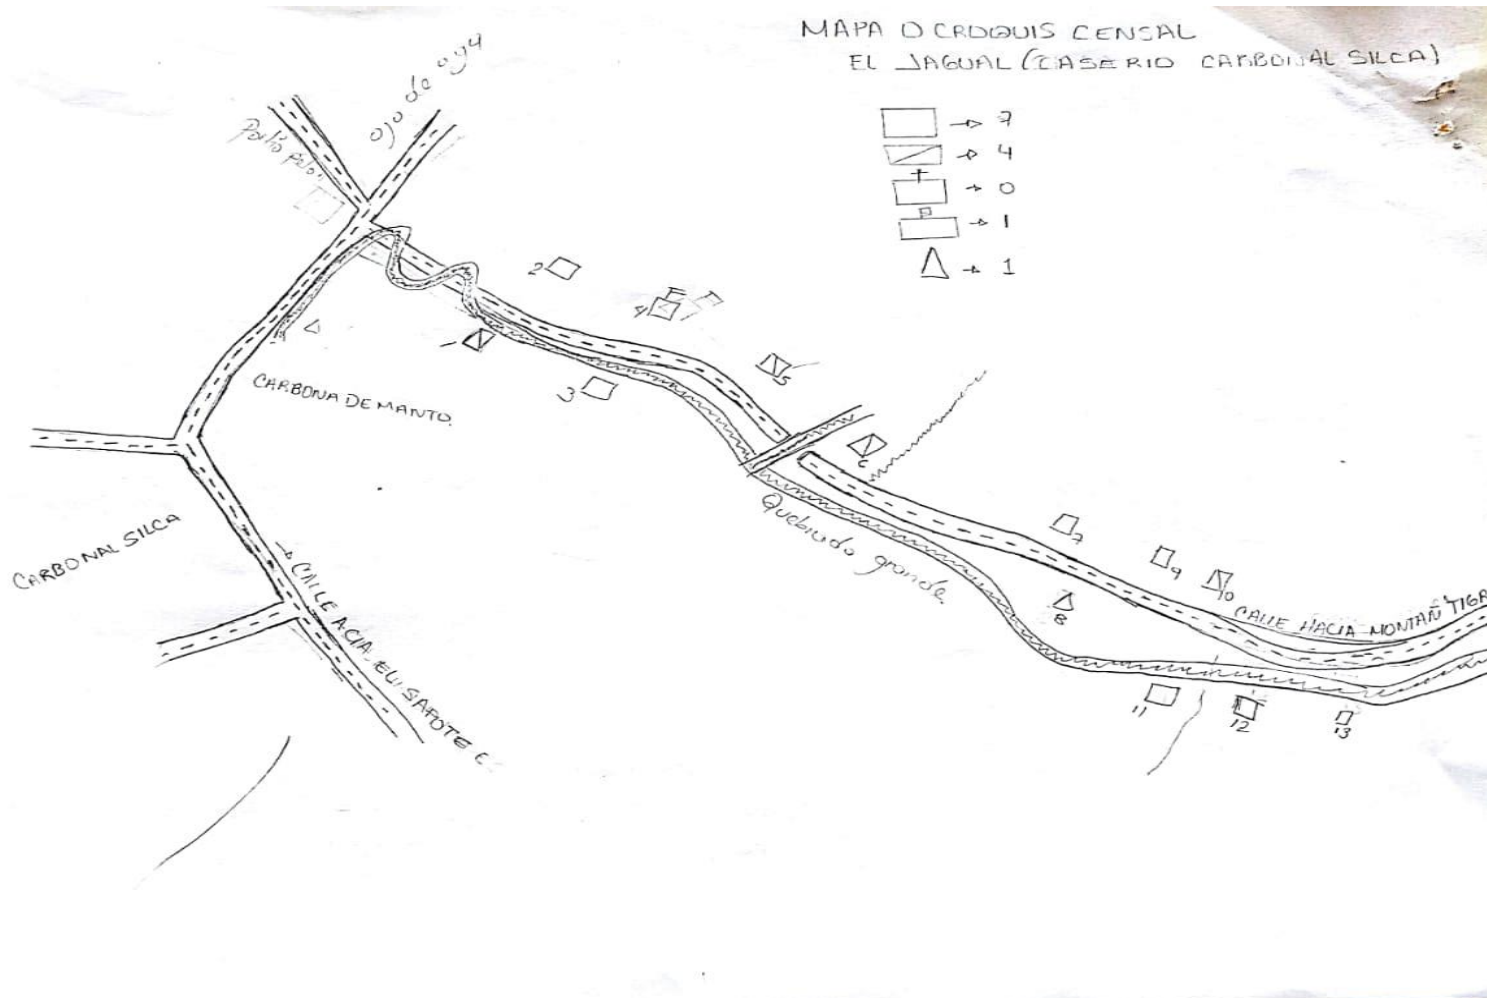 MAPA O CROQUIS CENSAL
EL JAGUAL (CASERIO CARBONAL SILCA)
7
4
0
1
1
ojo de
2
4
1
5
3
CARBONA DE MANTO
6
CARBONAL SILCA
Quebrada grande
7
9
10
8
CALLE HACIA MONTAÑ TIGR
CALLE ACIA EL SAPOTE
11
12
13